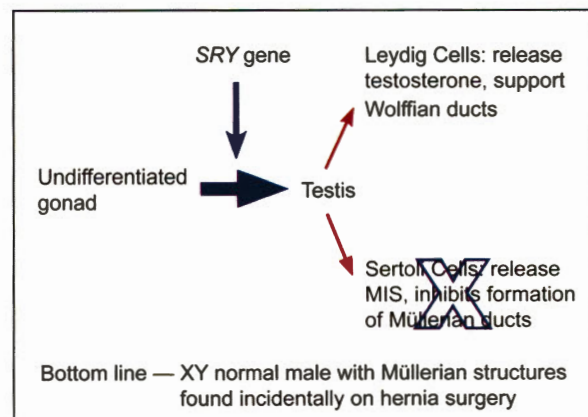 SRY gene
Leydig Cells: release
testosterone, support
Wolffian ducts
Undifferentiated
gonad
Testis
Sertoli Cells: release
MIS, inhibits formation
of Müllerian ducts
X
Bottom line — XY normal male with Müllerian structures
found incidentally on hernia surgery